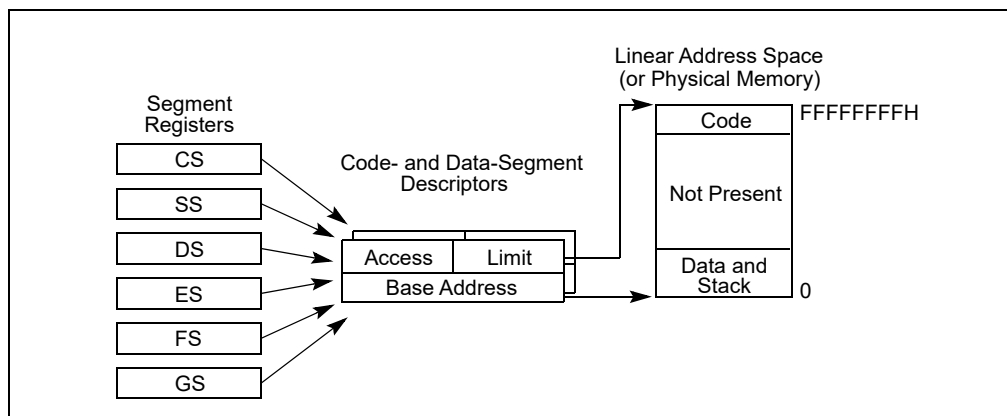 Linear Address Space
(or Physical Memory)
Segment
Registers
FFFFFFFFH
Code
CS
Code- and Data-Segment
Descriptors
SS
Not Present
DS
Access
Limit
Data and
Stack
Base Address
0
ES
FS
GS